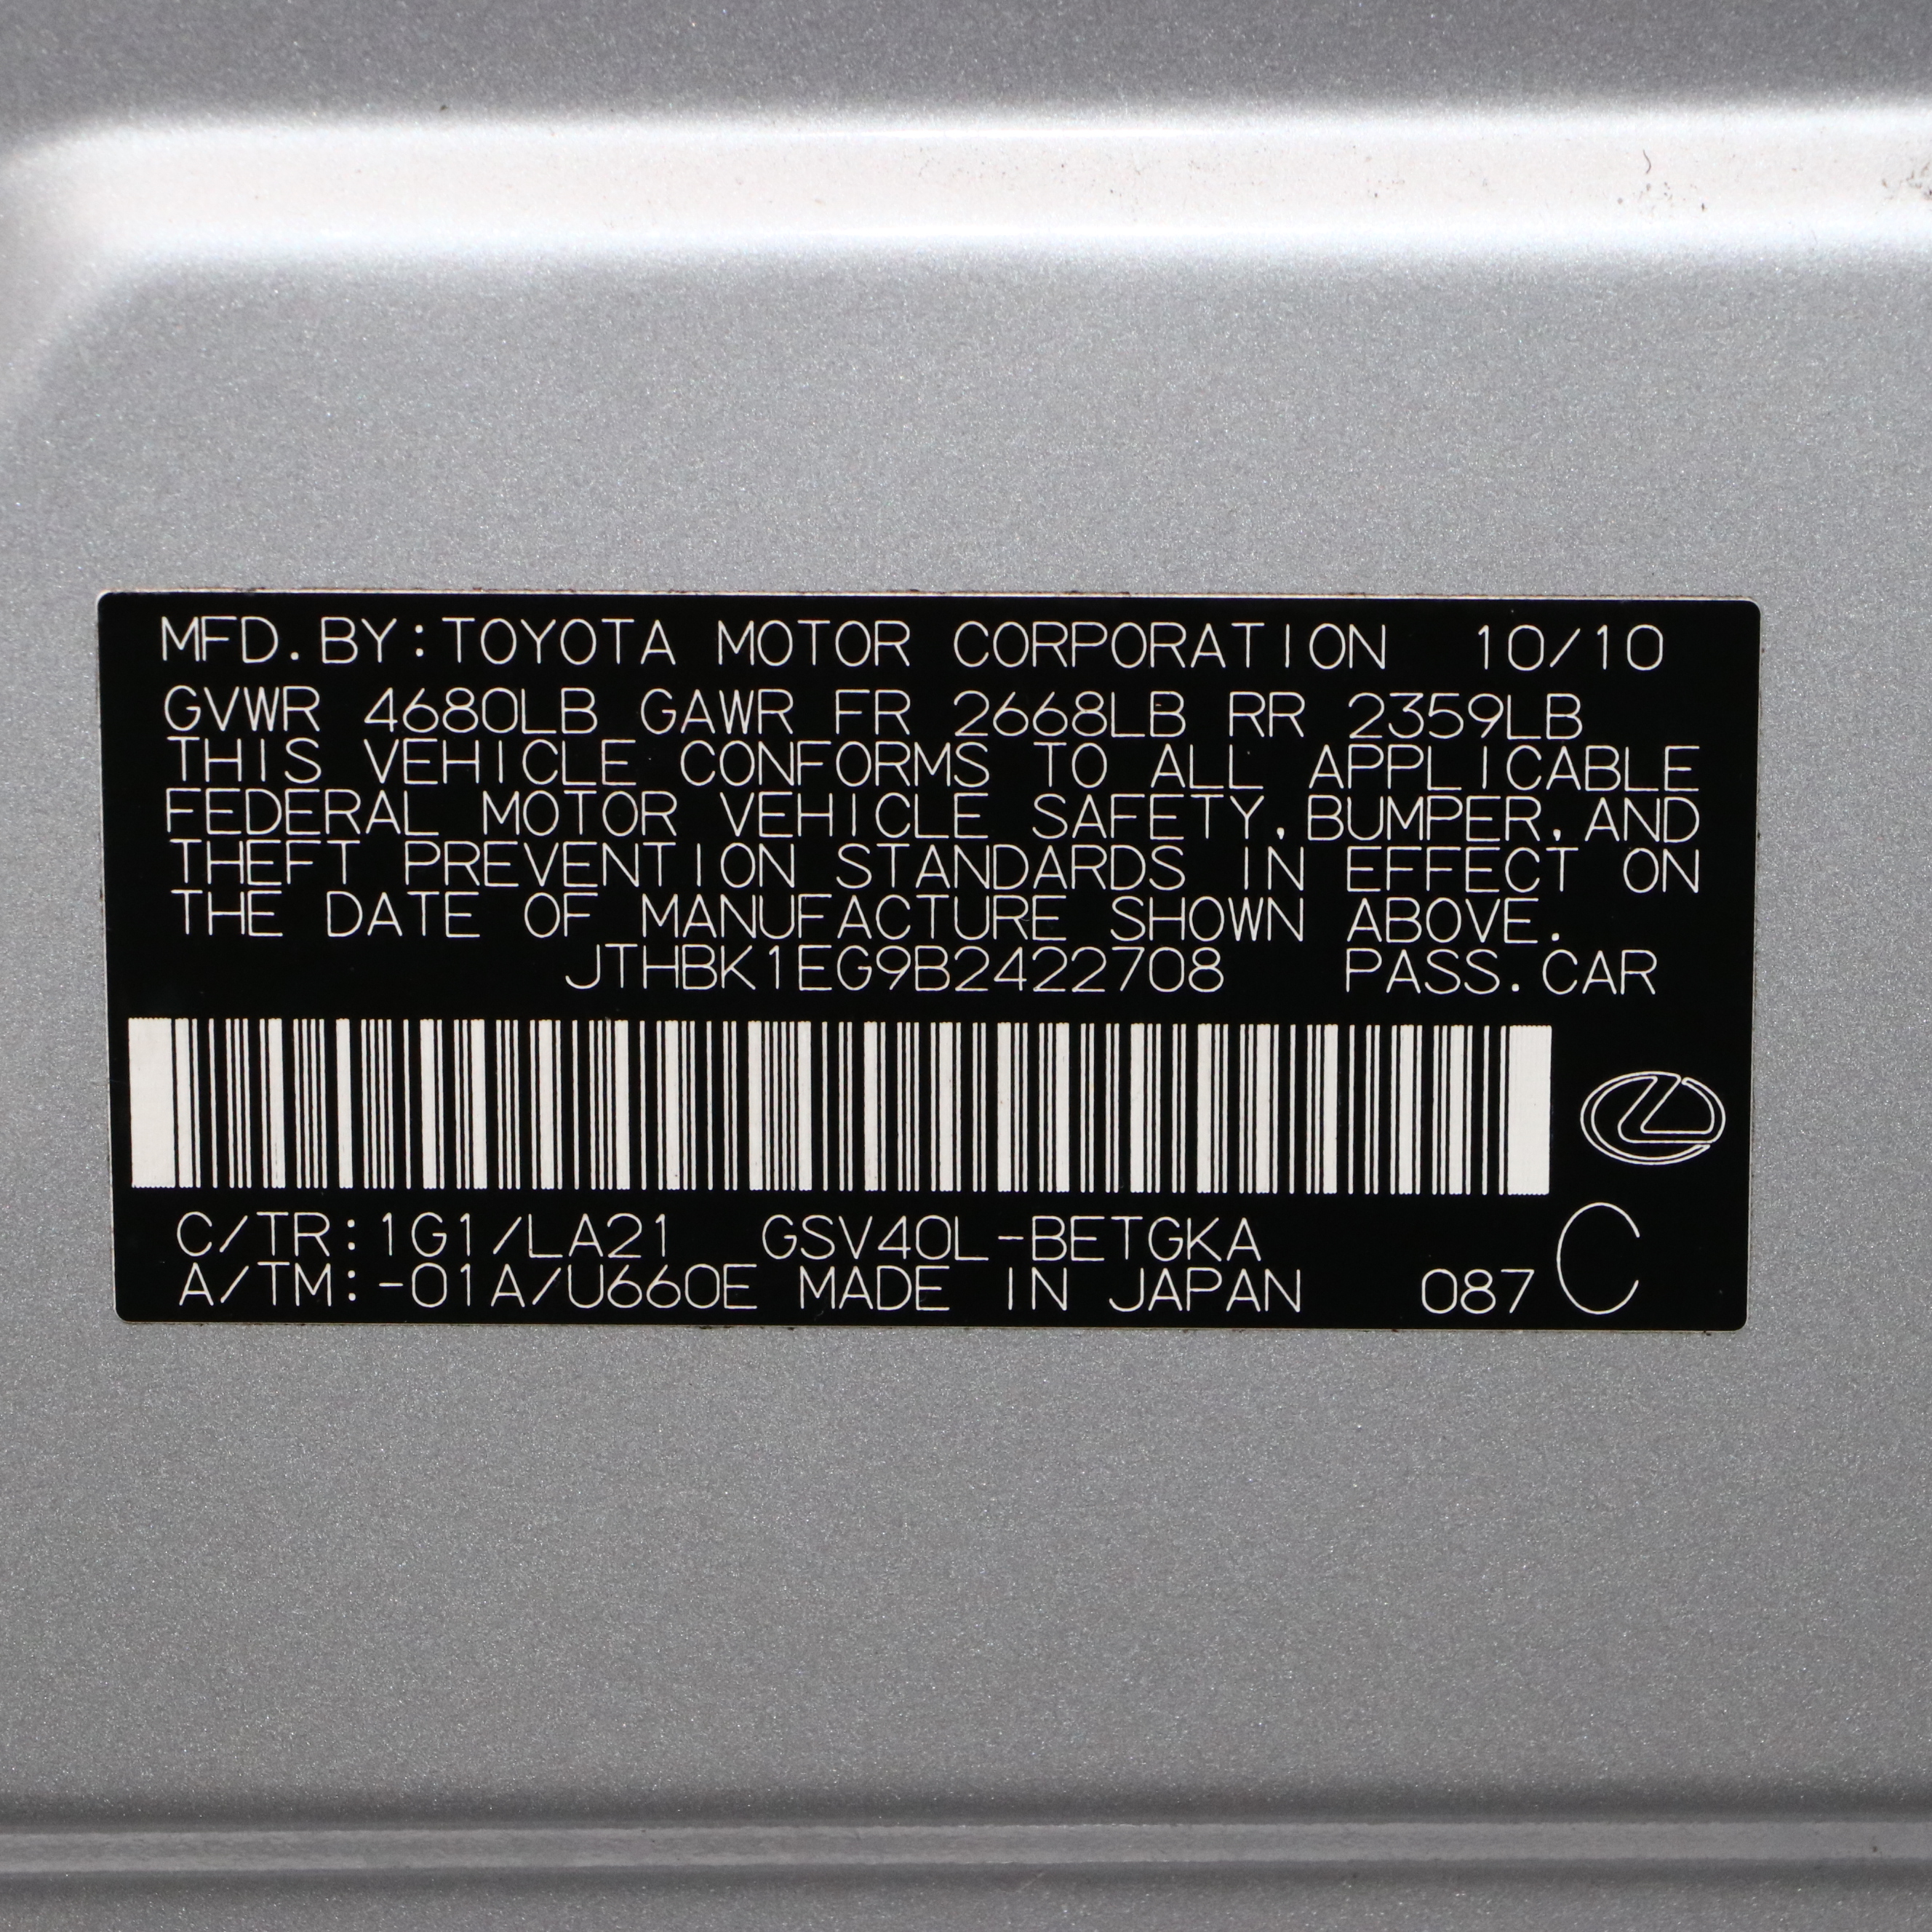 MFD. BY:TOYOTA MOTOR CORPORATION 10/10
GVWR 4680LB GAWR FR 2668LB RR 2359LB
THIS VEHICLE CONFORMS TO ALL APPLICABLE
FEDERAL MOTOR VEHICLE SAFETY, BUMPER, AND
THEFT PREVENTION STANDARDS IN EFFECT ON
THE DATE OF MANUFACTURE SHOWN ABOVE.
JTHBK1EG9B2422708 PASS. CAR
C/TR:1G1/LA21 GSV40L-BETGKA
A/TM:-01A/U660E MADE IN JAPAN 087 C